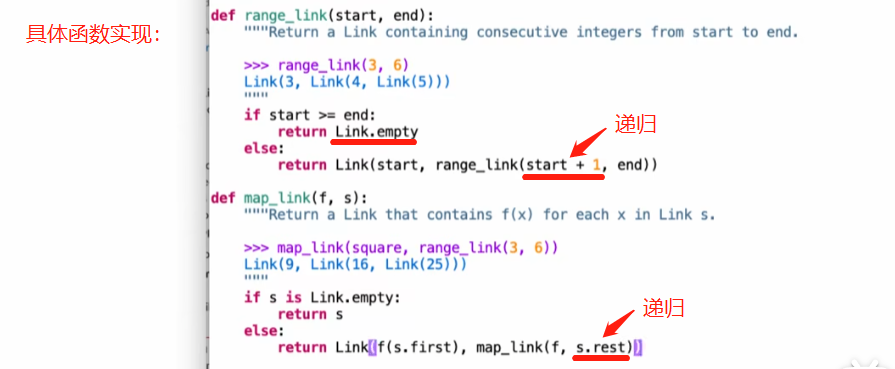 具体函数实现:
def range_link(start, end):
"""Return a Link containing consecutive integers from start to end.
>>> range_link(3, 6)
Link(3, Link(4, Link(5)))
"""
if start >= end:
return Link.empty
递归
else:
return Link(start, range_link(start + 1, end))
def map_link(f, s):
"""Return a Link that contains f(x) for each x in Link s.
>>> map_link(square, range_link(3, 6))
Link(9, Link(16, Link(25)))
"""
if s is Link.empty:
return s
递归
else:
return Link(f(s.first), map_link(f, s.rest))